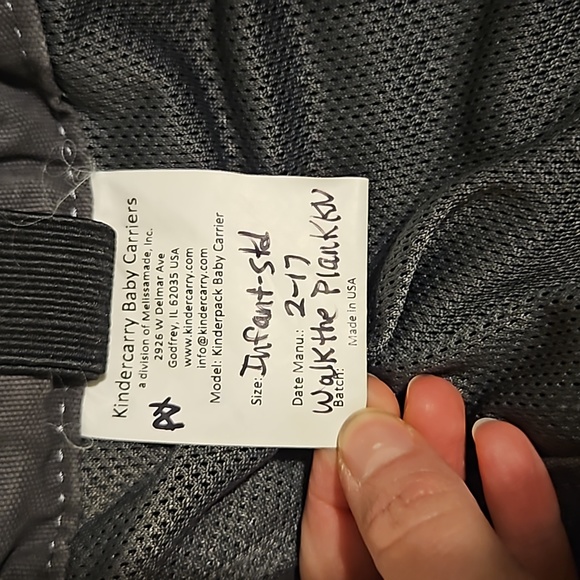 Kindercarry Baby Carriers
a division of Melissamade, Inc.
2926 W Delmar Ave
Godfrey, IL 62035 USA
www.kindercarry.com
info@kindercarry.com
Model: Kinderpack Baby Carrier
Size: Infant-Std
Date Manu.: 2-17
Batch: Walk the Plank KN
Made in USA